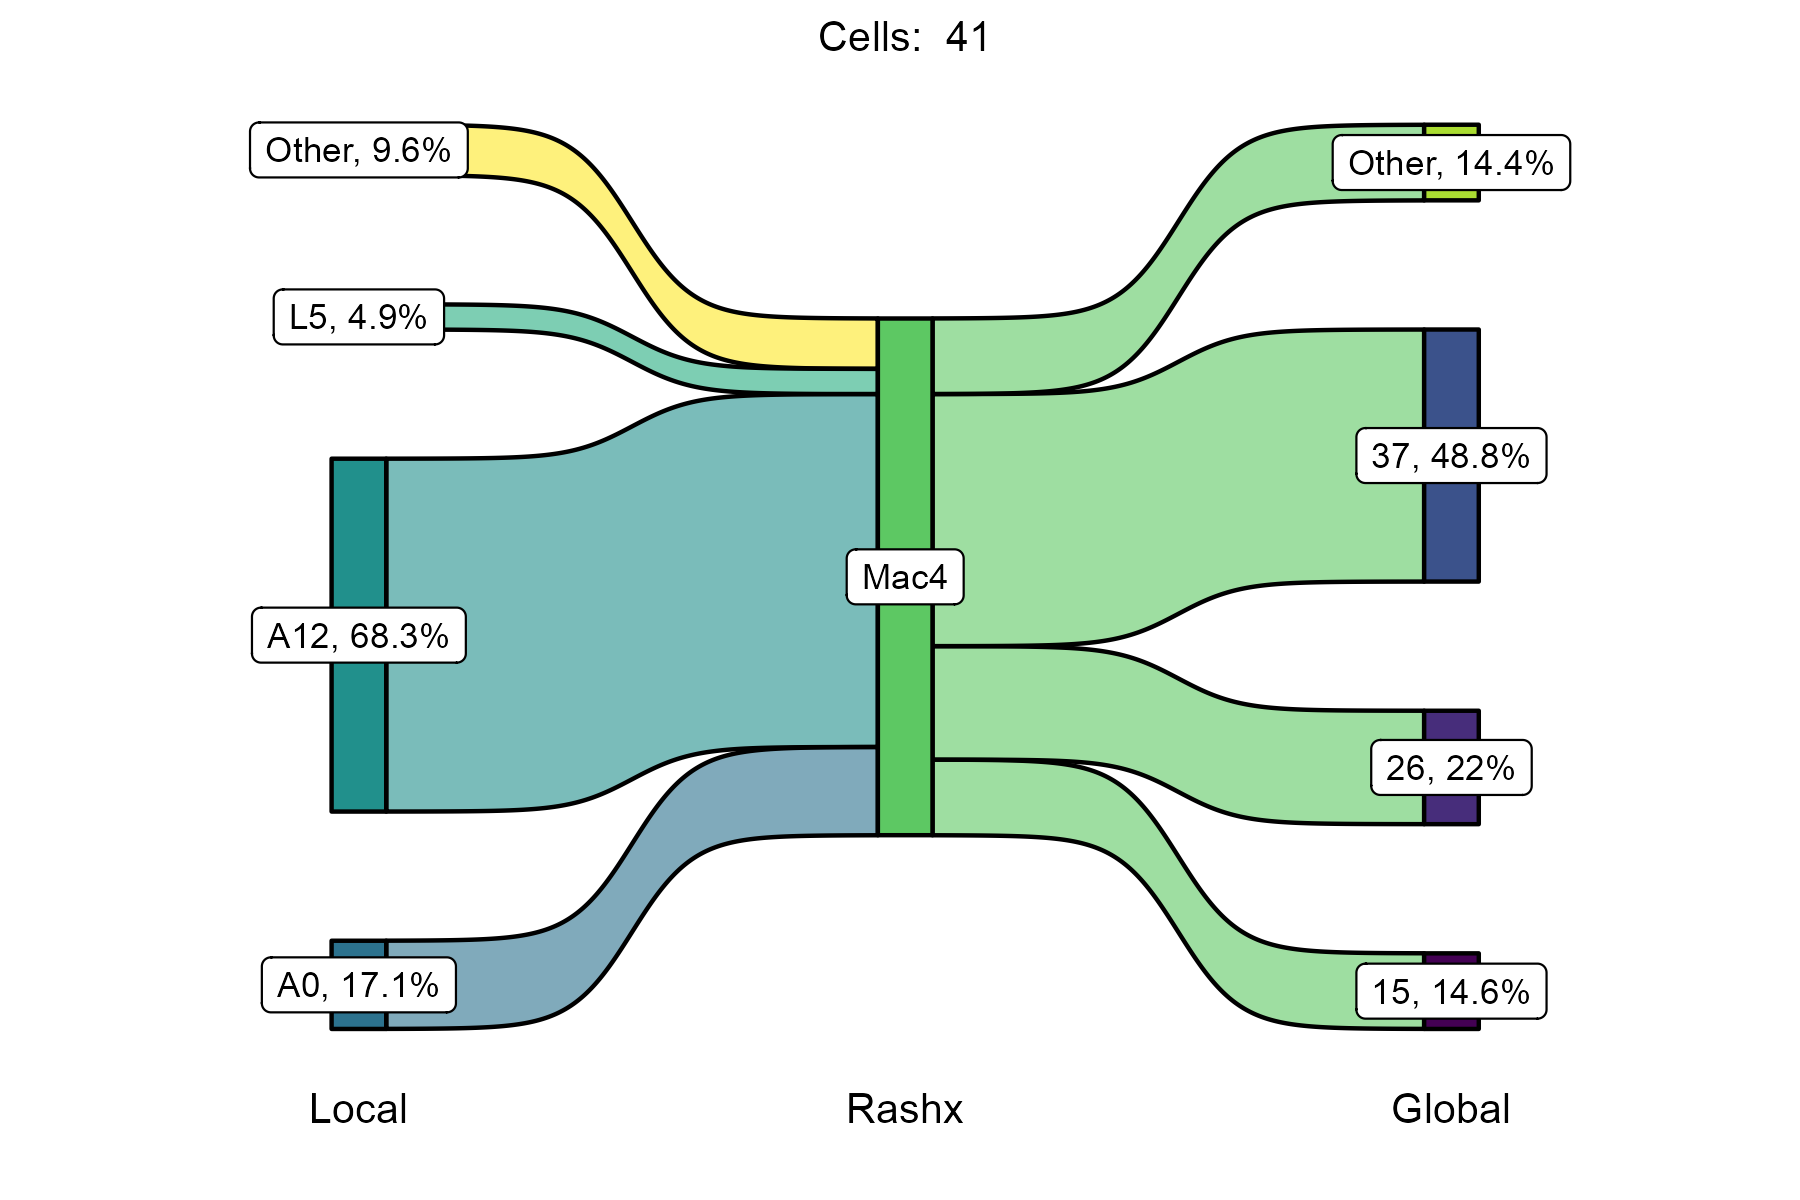 Cells:  41
Other, 9.6%
Other, 14.4%
L5, 4.9%
37, 48.8%
Mac4
A12, 68.3%
26, 22%
A0, 17.1%
15, 14.6%
Local
Rashx
Global